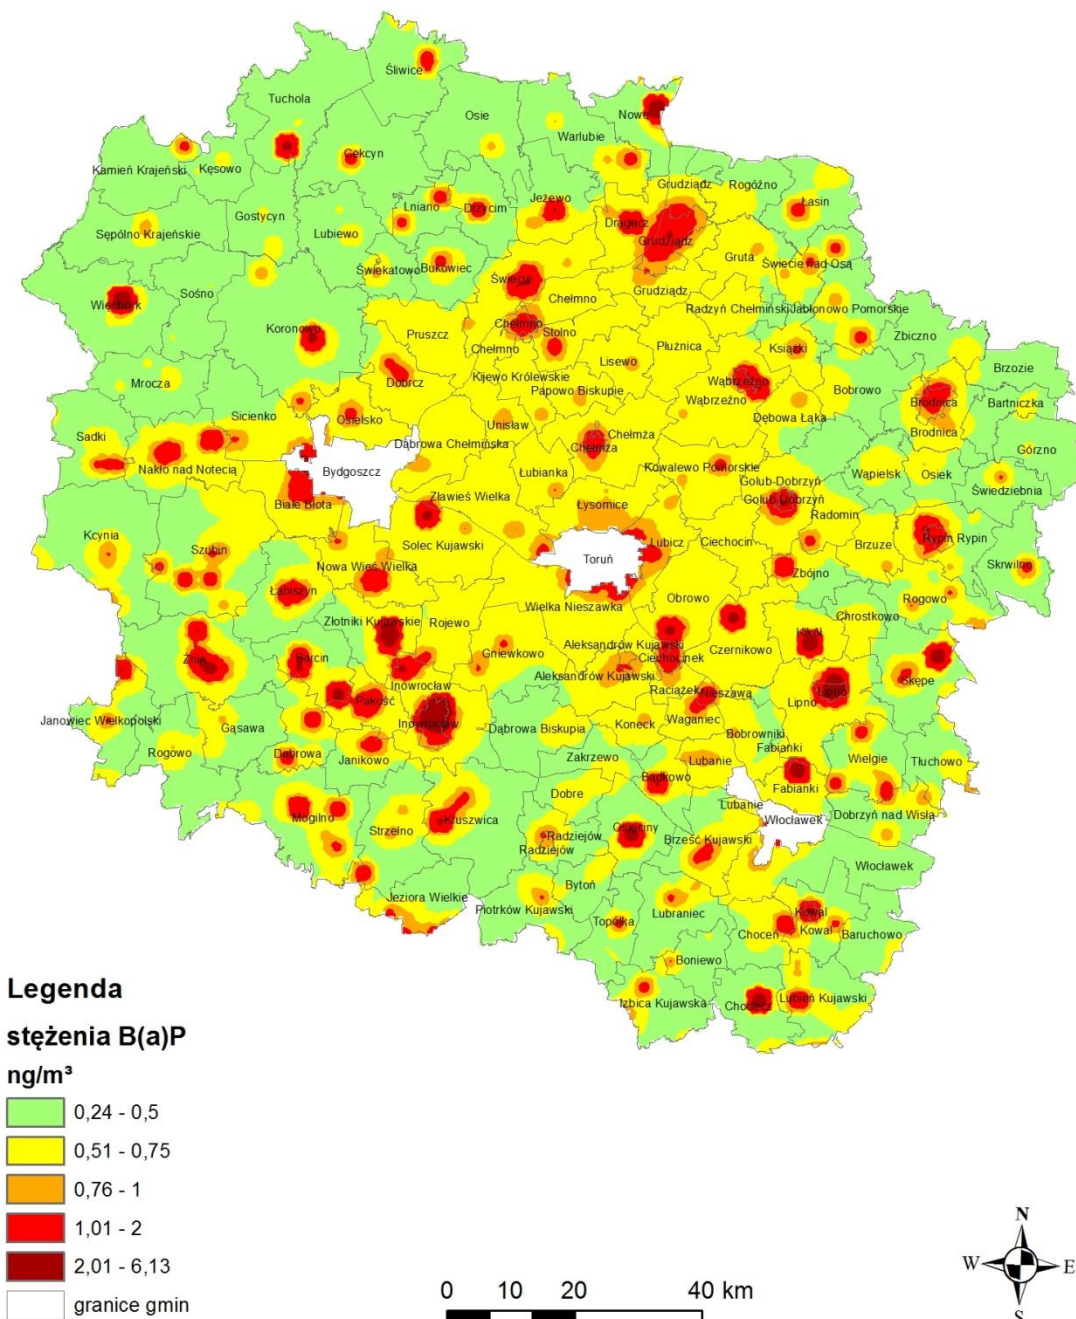 Śliwice
Tuchola
Osie
Nowe
Warlubie
Cekcyn
Kamień Krajeński
Kęsowo
Grudziądz
Rogóźno
Lniano
Drzycim
Jeżewo
Łasin
Gostycyn
Dragacz
Sępólno Krajeńskie
Lubiewo
Grudziądz
Gruta
Świecie nad Osą
Świekatowo
Bukowiec
Świecie
Grudziądz
Sośno
Chełmno
Więcbork
Radzyń Chełmiński
Jabłonowo Pomorskie
Koronowo
Chełmno
Stolno
Pruszcz
Zbiczno
Płużnica
Chełmno
Książki
Lisewo
Brzozie
Mrocza
Dobrcz
Kijewo Królewskie
Wąbrzeźno
Papowo Biskupie
Bobrowo
Wąbrzeźno
Brodnica
Bartniczka
Sicienko
Osielsko
Unisław
Dębowa Łąka
Sadki
Chełmża
Brodnica
Dąbrowa Chełmińska
Chełmża
Górzno
Nakło nad Notecią
Bydgoszcz
Łubianka
Kowalewo Pomorskie
Wąpielsk
Osiek
Golub-Dobrzyń
Świedziebnia
Zławieś Wielka
Golub-Dobrzyń
Białe Błota
Łysomice
Radomin
Kcynia
Solec Kujawski
Lubicz
Ciechocin
Brzuze
Rypin
Rypin
Szubin
Toruń
Skrwilno
Nowa Wieś Wielka
Zbójno
Łabiszyn
Obrowo
Rogowo
Wielka Nieszawka
Złotniki Kujawskie
Rojewo
Chrostkowo
Kikół
Aleksandrów Kujawski
Czernikowo
Gniewkowo
Barcin
Ciechocinek
Żnin
Aleksandrów Kujawski
Skępe
Inowrocław
Raciążek
Nieszawa
Lipno
Pakość
Lipno
Janowiec Wielkopolski
Inowrocław
Waganiec
Gąsawa
Dąbrowa Biskupia
Koneck
Bobrowniki
Rogowo
Dąbrowa
Janikowo
Zakrzewo
Fabianki
Wielgie
Tłuchowo
Lubanie
Bądkowo
Fabianki
Dobre
Mogilno
Kruszwica
Lubanie
Dobrzyń nad Wisłą
Strzelno
Radziejów
Osięciny
Włocławek
Radziejów
Brześć Kujawski
Włocławek
Bytoń
Jeziora Wielkie
Piotrków Kujawski
Lubraniec
Kowal
Topólka
Choceń
Kowal
Baruchowo
Boniewo
Izbica Kujawska
Chodecz
Lubień Kujawski
Legenda
stężenia B(a)P
ng/m³
0,24 - 0,5
0,51 - 0,75
0,76 - 1
1,01 - 2
2,01 - 6,13
granice gmin
0 10 20 40 km
N
W
E
S